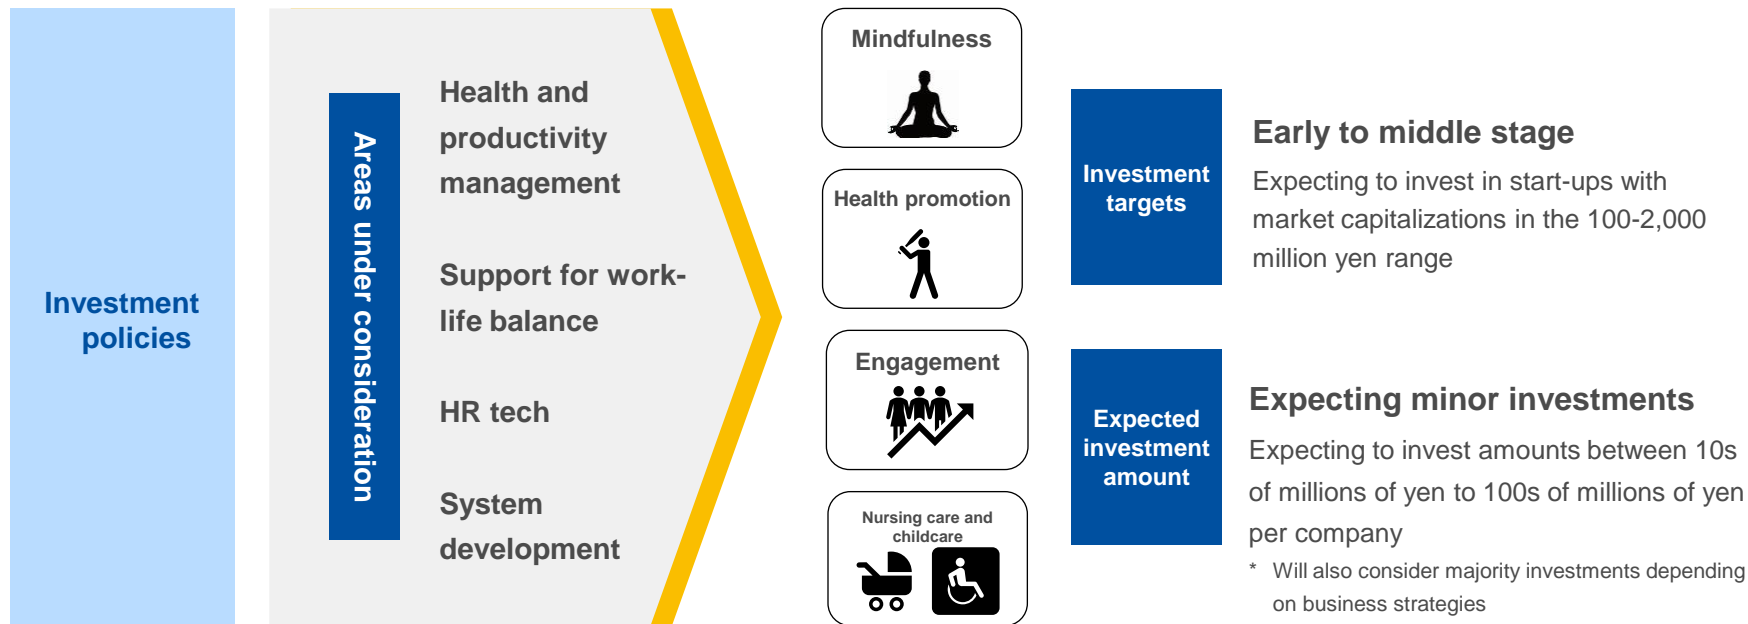 Investment
policies
Areas under consideration
Health and
productivity
management
Support for work-
life balance
HR tech
System
development
Mindfulness
Health promotion
Engagement
Nursing care and
childcare
Investment
targets
Early to middle stage
Expecting to invest in start-ups with
market capitalizations in the 100-2,000
million yen range
Expected
investment
amount
Expecting minor investments
Expecting to invest amounts between 10s
of millions of yen to 100s of millions of yen
per company
* Will also consider majority investments depending
on business strategies